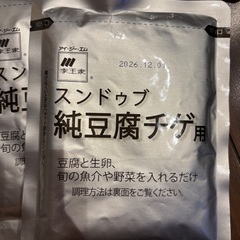 アイ・ジー・エム
李王家
2026.12.01
スンドゥブ
純豆腐チゲ用
豆腐と生卵、
旬の魚介や野菜を入れるだけ
調理方法は裏面をご覧ください。